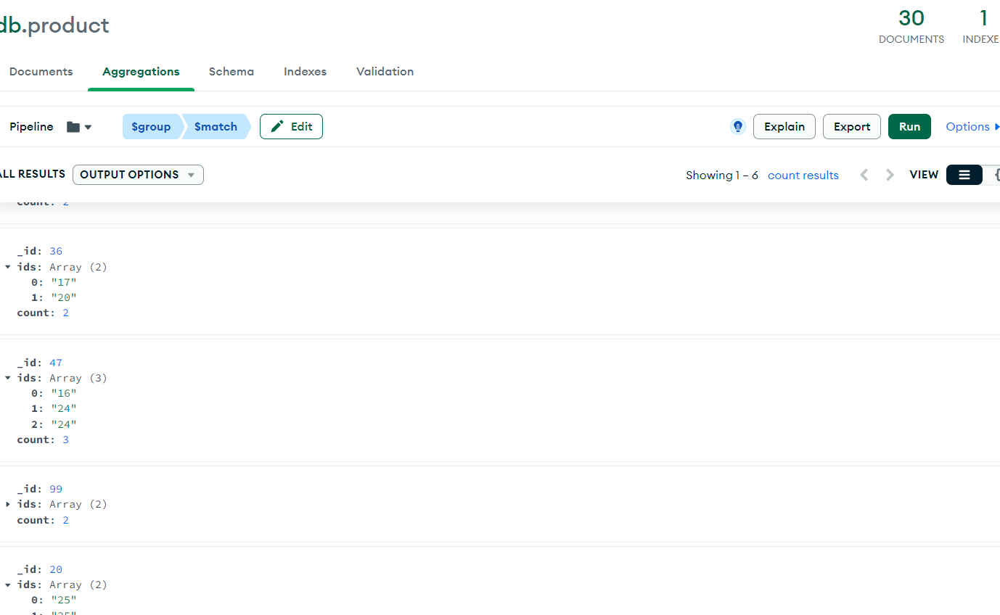 db.product
30
DOCUMENTS
1
INDEXE
Documents
Aggregations
Schema
Indexes
Validation
Pipeline
$group
$match
Edit
Explain
Export
Run
Options
ALL RESULTS
OUTPUT OPTIONS
Showing 1 – 6
count results
VIEW
count: 2
_id: 36
ids: Array (2)
0: "17"
1: "20"
count: 2
_id: 47
ids: Array (3)
0: "16"
1: "24"
2: "24"
count: 3
_id: 99
ids: Array (2)
count: 2
_id: 20
ids: Array (2)
0: "25"
1: "25"